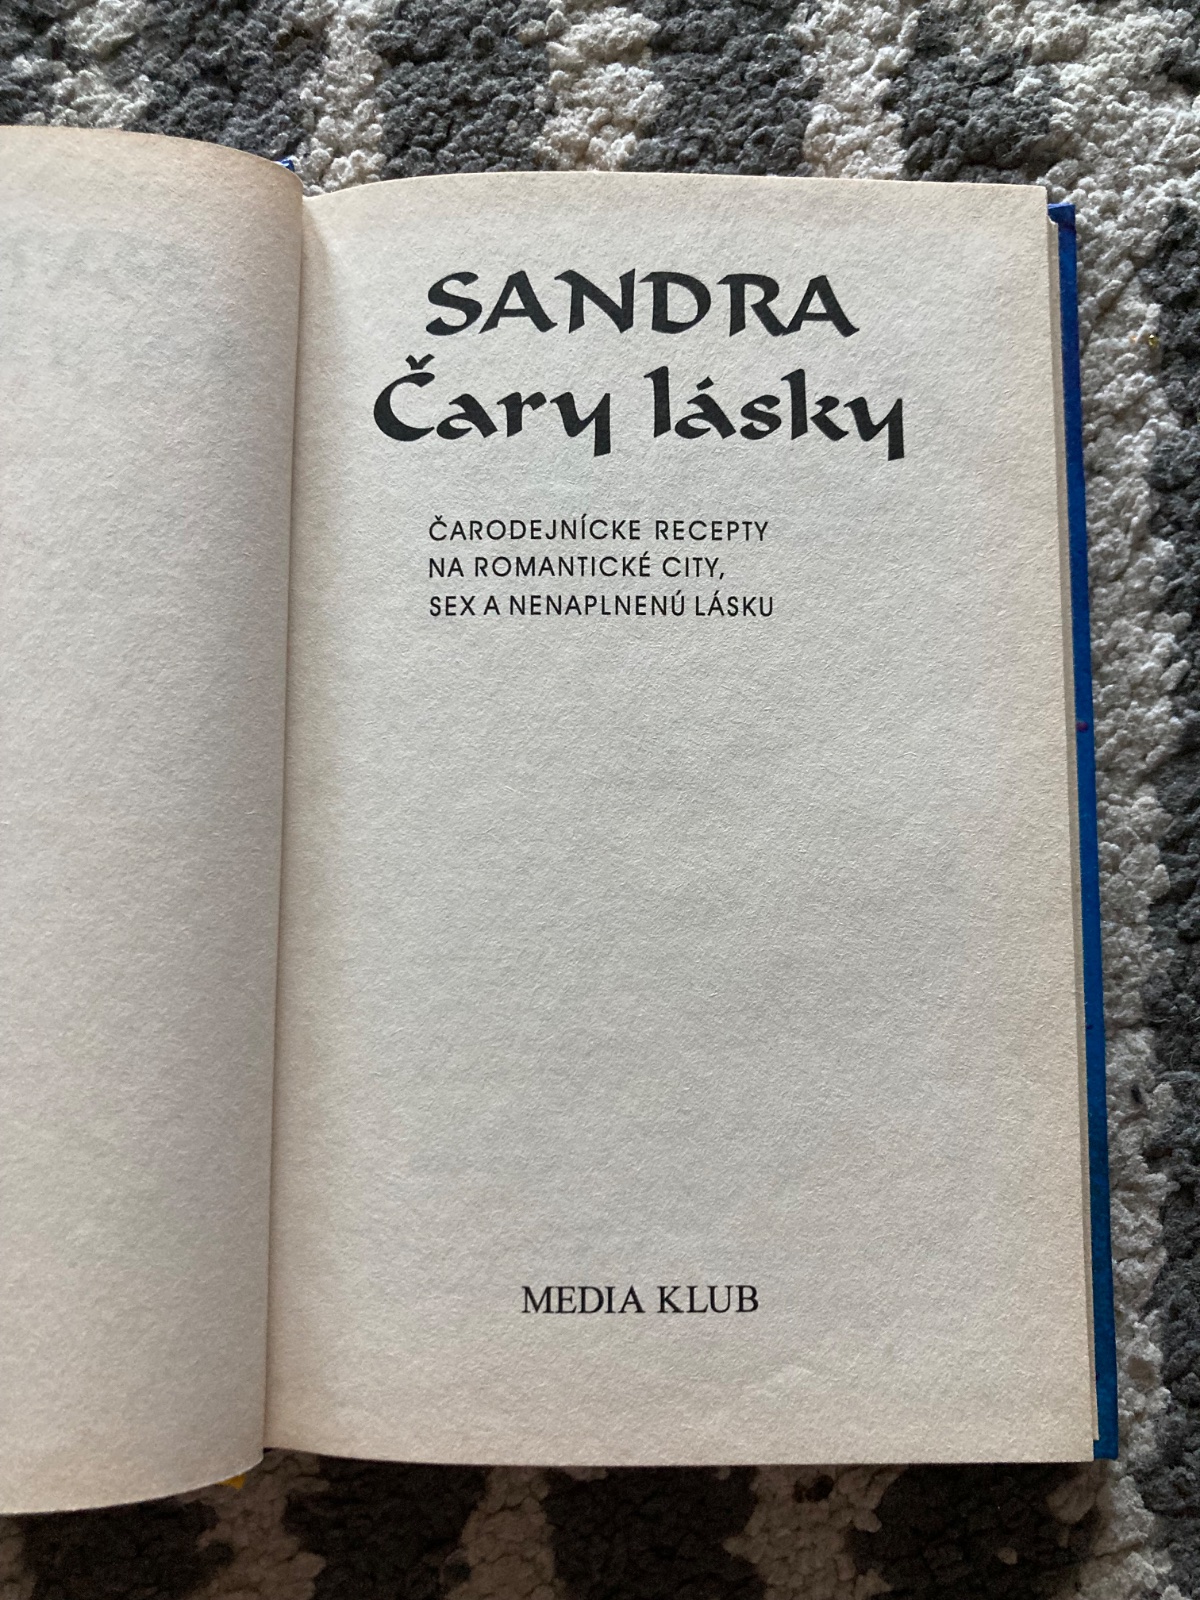 SANDRA
Čary lásky
ČARODEJNÍCKE RECEPTY
NA ROMANTICKÉ CITY,
SEX A NENAPLNENÚ LÁSKU
MEDIA KLUB